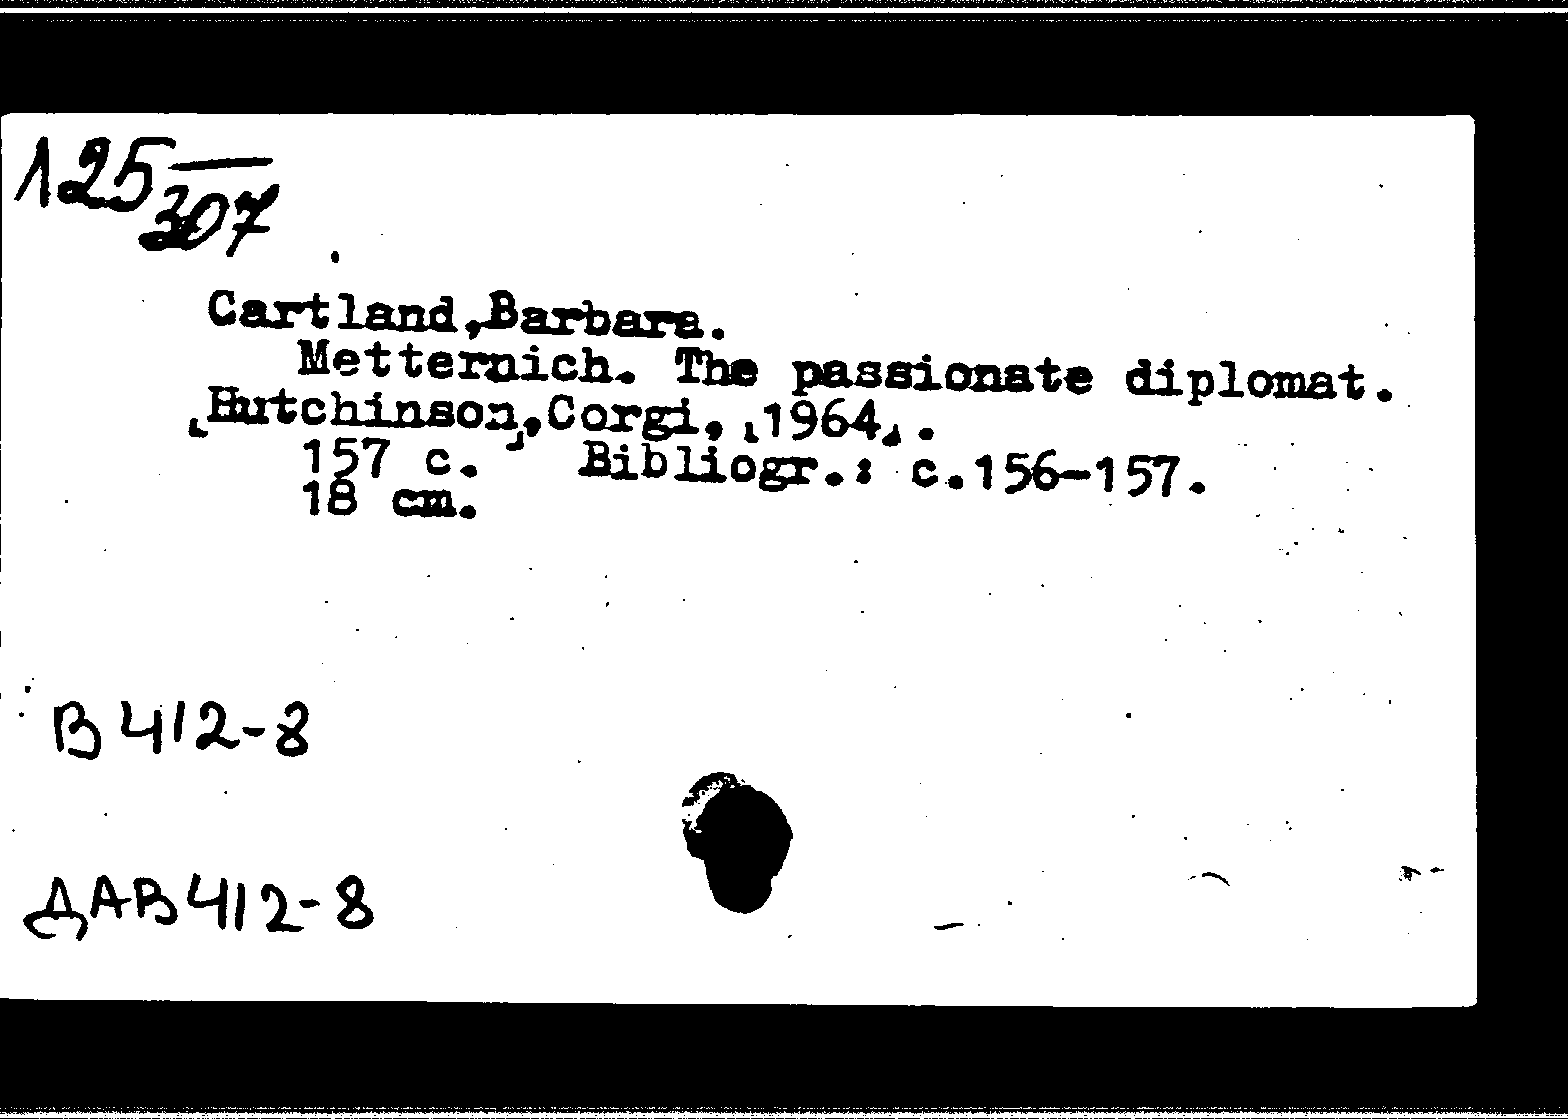 125/307
Cartland, Barbara.
Metternich. The passionate diplomat.
[Hutchinson], Corgi, [1964].
157 с. Bibliogr.: с.156-157.
18 cm.
В 412-8
ДАВ412-8